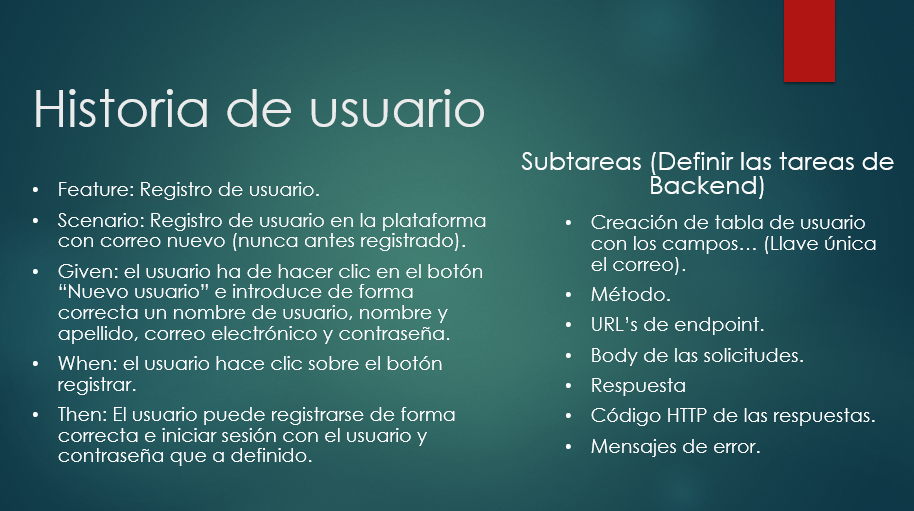 Historia de usuario
• Feature: Registro de usuario.
• Scenario: Registro de usuario en la plataforma
con correo nuevo (nunca antes registrado).
• Given: el usuario ha de hacer clic en el botón
“Nuevo usuario” e introduce de forma
correcta un nombre de usuario, nombre y
apellido, correo electrónico y contraseña.
• When: el usuario hace clic sobre el botón
registrar.
• Then: El usuario puede registrarse de forma
correcta e iniciar sesión con el usuario y
contraseña que a definido.
Subtareas (Definir las tareas de
Backend)
• Creación de tabla de usuario
con los campos… (Llave única
el correo).
• Método.
• URL’s de endpoint.
• Body de las solicitudes.
• Respuesta
• Código HTTP de las respuestas.
• Mensajes de error.